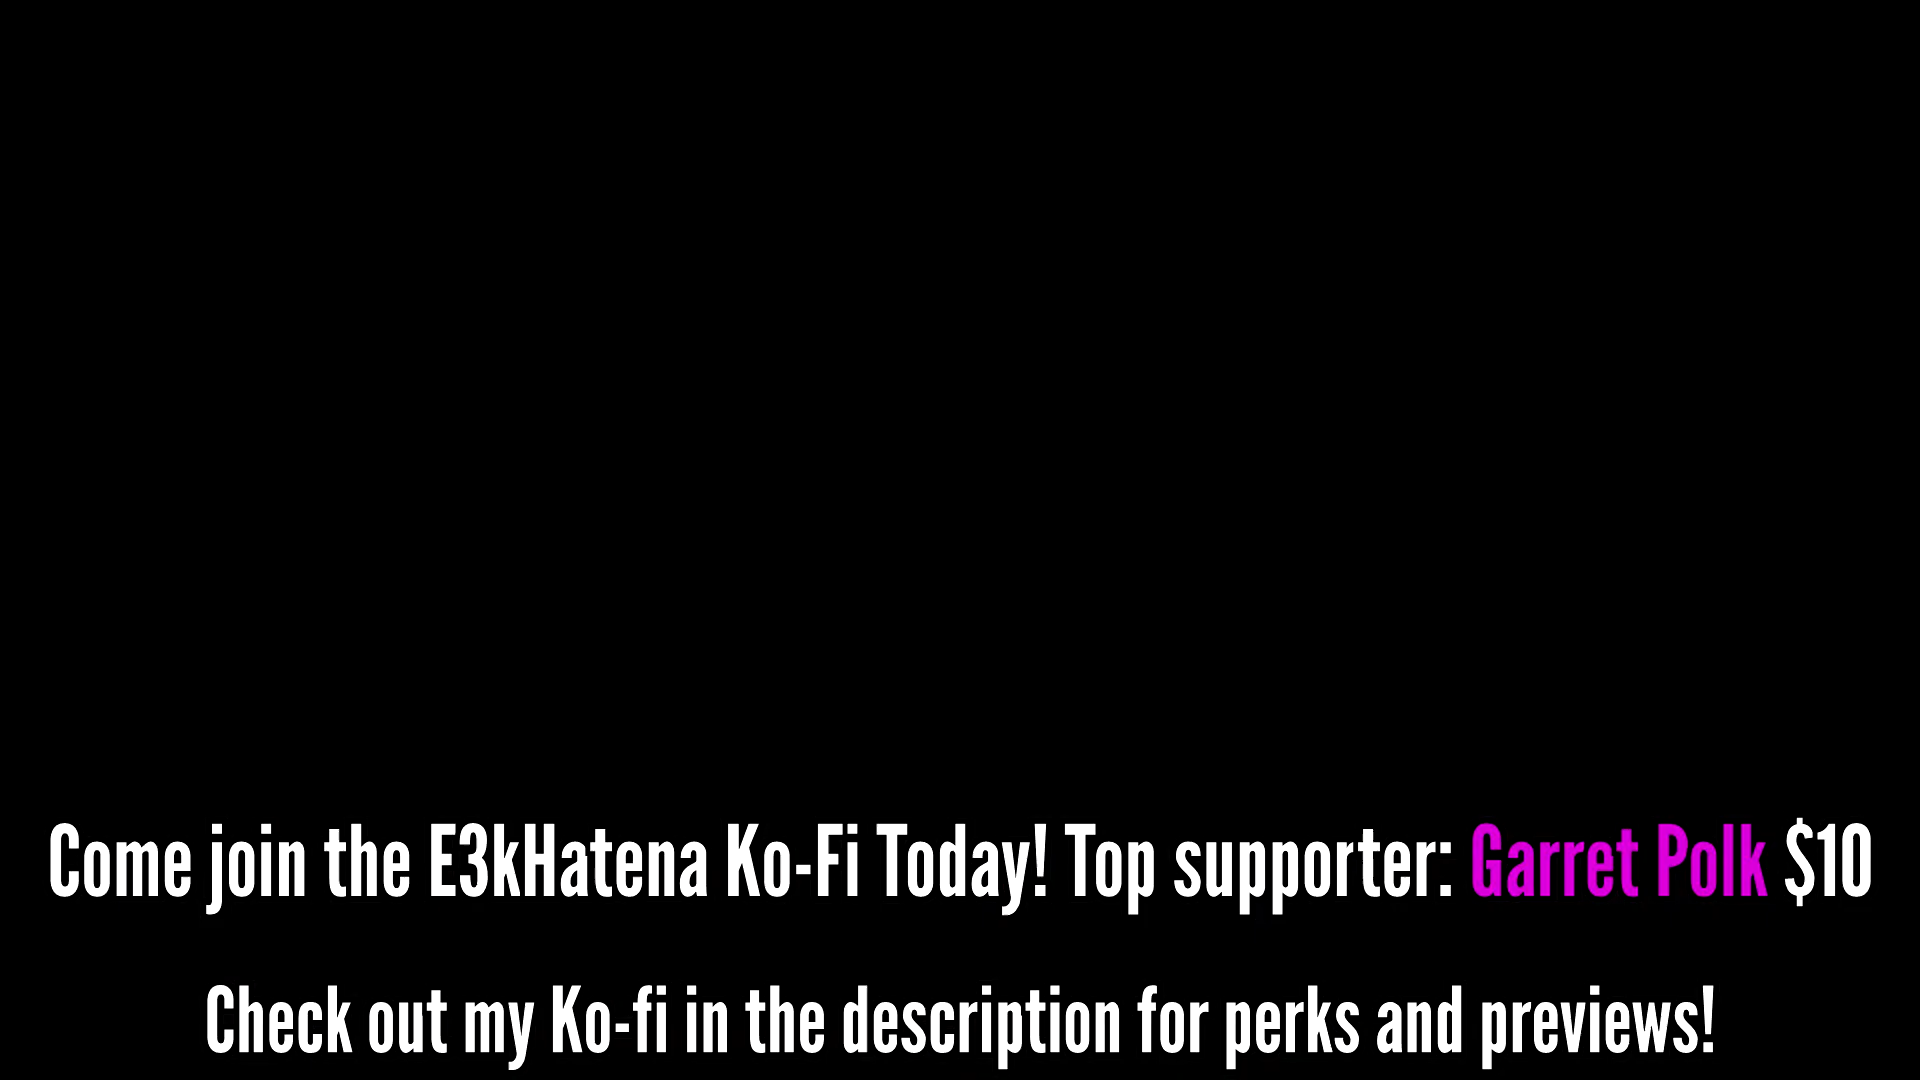 Come join the E3kHatena Ko-Fi Today! Top supporter: Garret Polk $10
Check out my Ko-fi in the description for perks and previews!